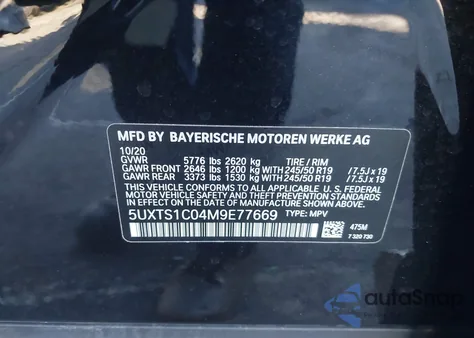 MFD BY BAYERISCHE MOTOREN WERKE AG
10/20
GVWR 5776 lbs 2620 kg TIRE / RIM
GAWR FRONT 2646 lbs 1200 kg WITH 245/50 R19 / 7.5J x 19
GAWR REAR 3373 lbs 1530 kg WITH 245/50 R19 / 7.5J x 19
THIS VEHICLE CONFORMS TO ALL APPLICABLE U.S. FEDERAL
MOTOR VEHICLE SAFETY, BUMPER, AND THEFT PREVENTION
STANDARDS IN EFFECT ON THE DATE OF MANUFACTURE
SHOWN ABOVE.
5UXTS1C04M9E77669 TYPE: MPV
475M
7 320 730
autoSnap